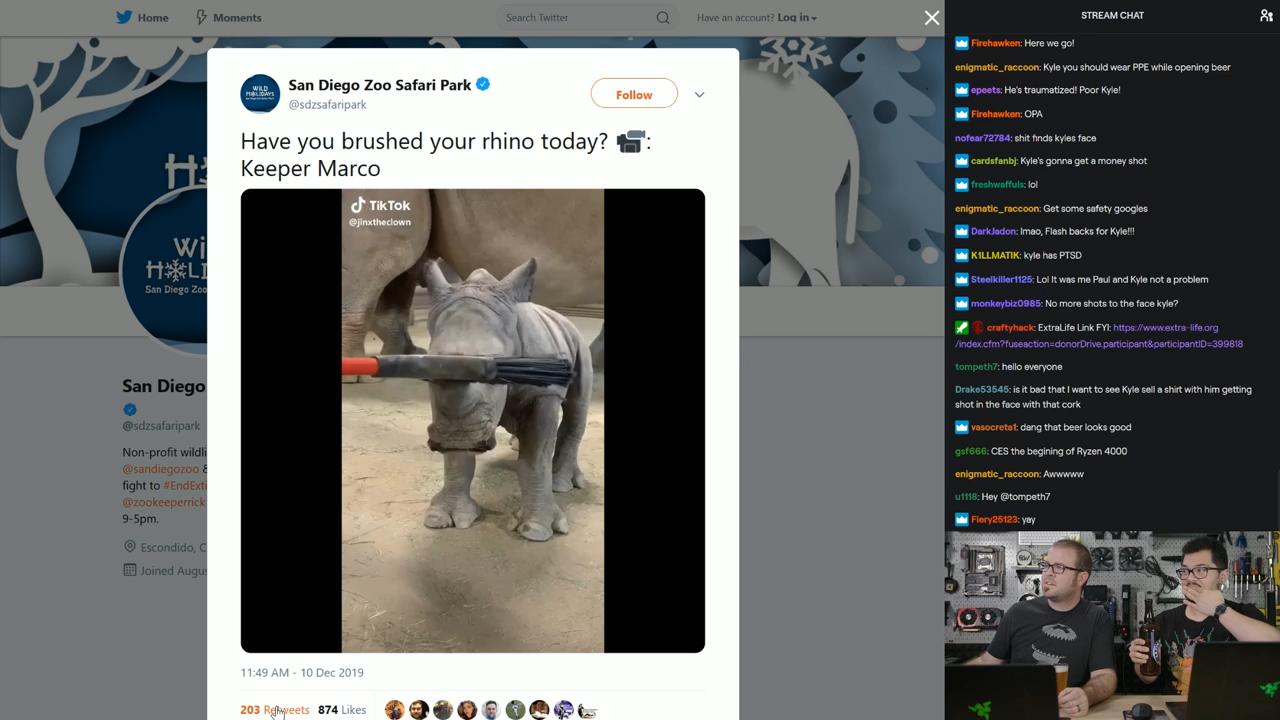 Home
Moments
Search Twitter
Have an account? Log in
San Diego Zoo Safari Park
@sdzsafaripark
Follow
Have you brushed your rhino today? :
Keeper Marco
TikTok
@jinxtheclown
11:49 AM - 10 Dec 2019
203 Retweets 874 Likes
Wi
H LI
San Diego Zoo
San Diego
@sdzsafaripark
Non-profit wildli
@sandiegozoo &
fight to #EndExti
@zookeeperrick
9-5pm.
Escondido, C
Joined Augus
WiLD
HOLiDAYS
STREAM CHAT
Firehawken: Here we go!
enigmatic_raccoon: Kyle you should wear PPE while opening beer
epeets: He's traumatized! Poor Kyle!
Firehawken: OPA
nofear72784: shit finds kyles face
cardsfanbj: Kyle's gonna get a money shot
freshwaffuls: lol
enigmatic_raccoon: Get some safety googles
DarkJadon: lmao, Flash backs for Kyle!!!
K1LLMATIK: kyle has PTSD
Steelkiller1125: Lol! It was me Paul and Kyle not a problem
monkeybiz0985: No more shots to the face kyle?
craftyhack: ExtraLife Link FYI: https://www.extra-life.org
/index.cfm?fuseaction=donorDrive.participant&participantID=399818
tompeth7: hello everyone
Drake53545: is it bad that I want to see Kyle sell a shirt with him getting
shot in the face with that cork
vasocreta1: dang that beer looks good
gsf666: CES the begining of Ryzen 4000
enigmatic_raccoon: Awwwww
u1118: Hey @tompeth7
Fiery25123: yay